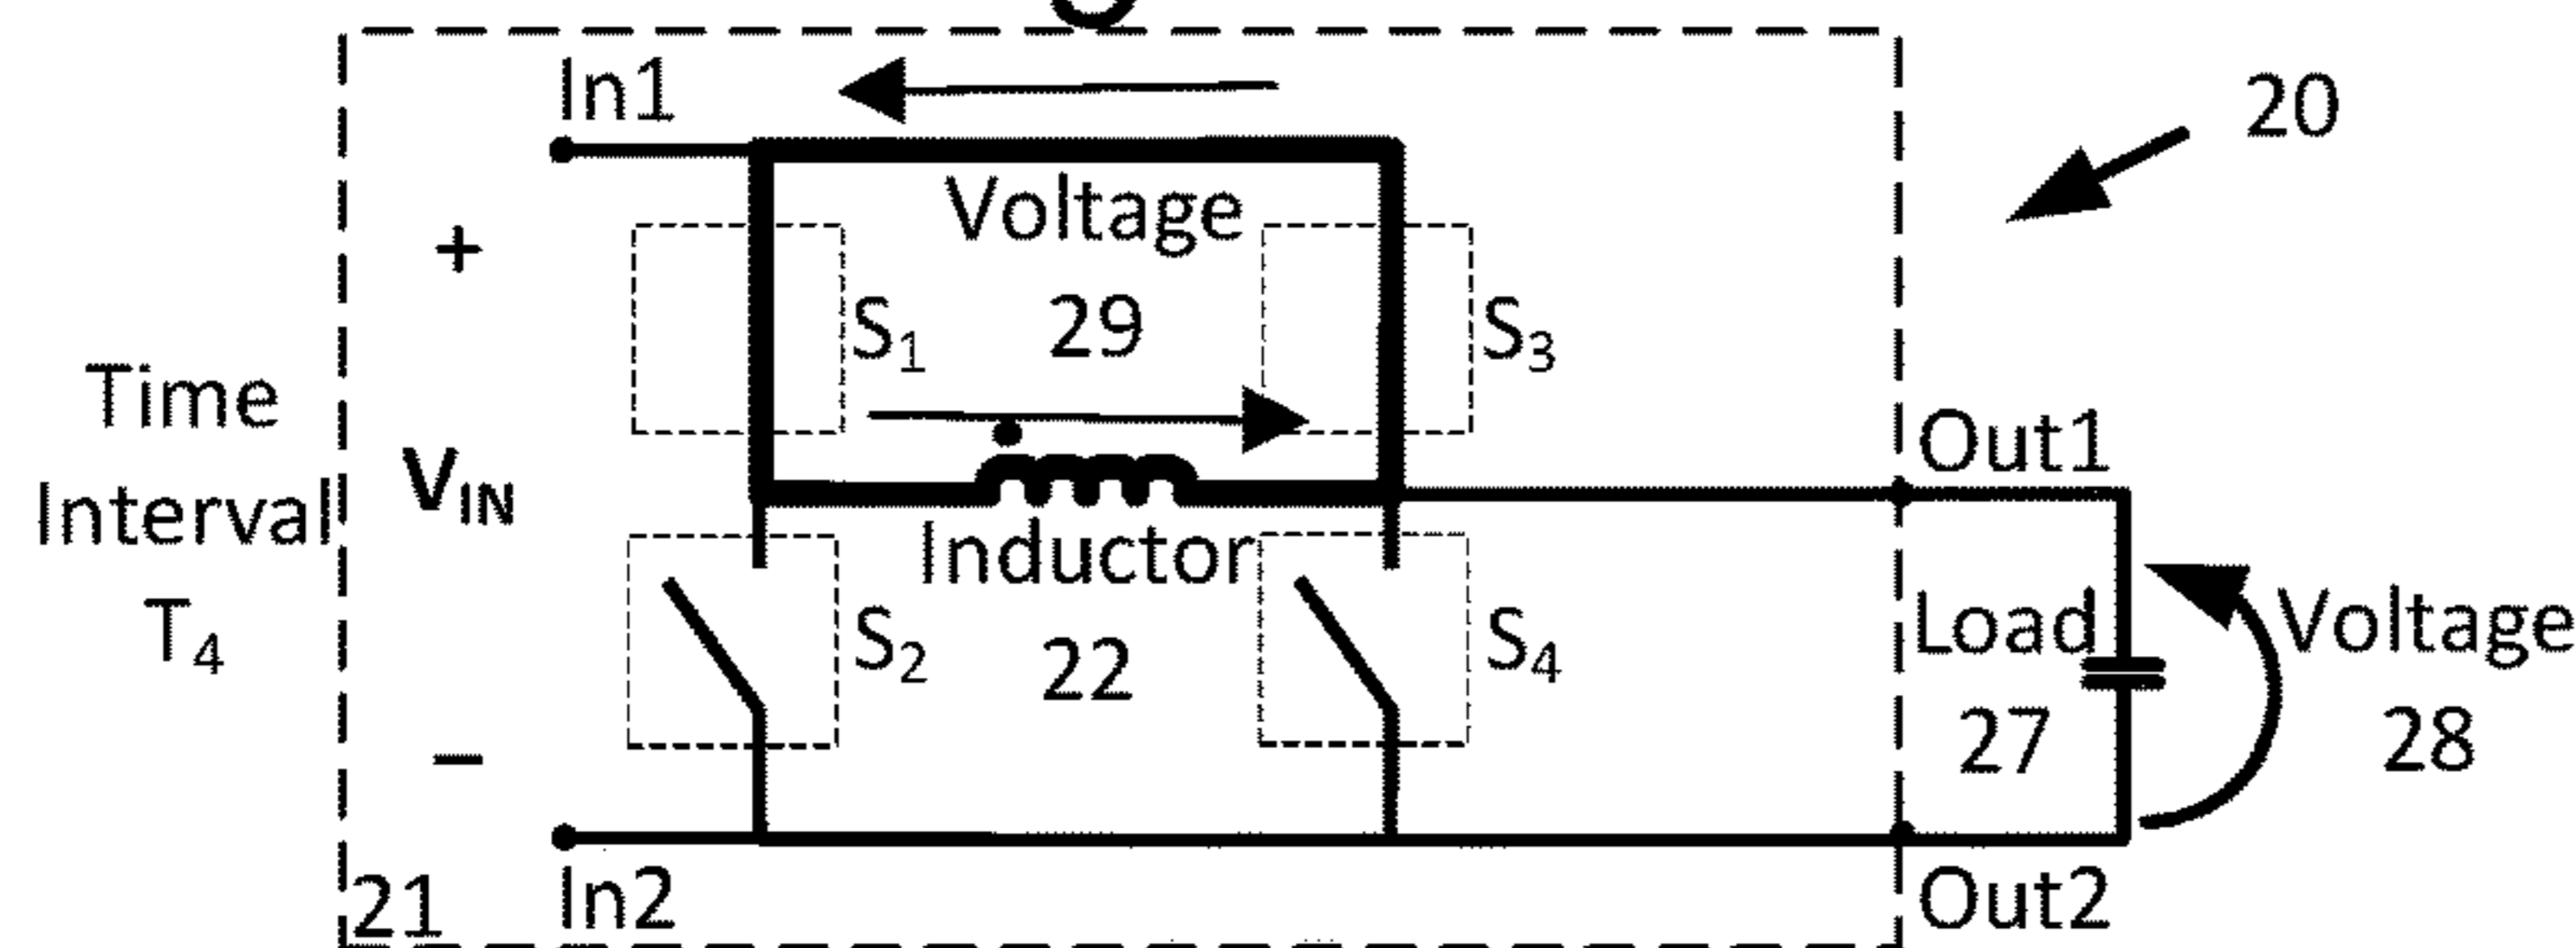 In1
20
+
Voltage
29
S1
S3
Time
Interval
T4
VIN
Out1
Inductor
22
S2
S4
Load
27
Voltage
28
−
21
In2
Out2